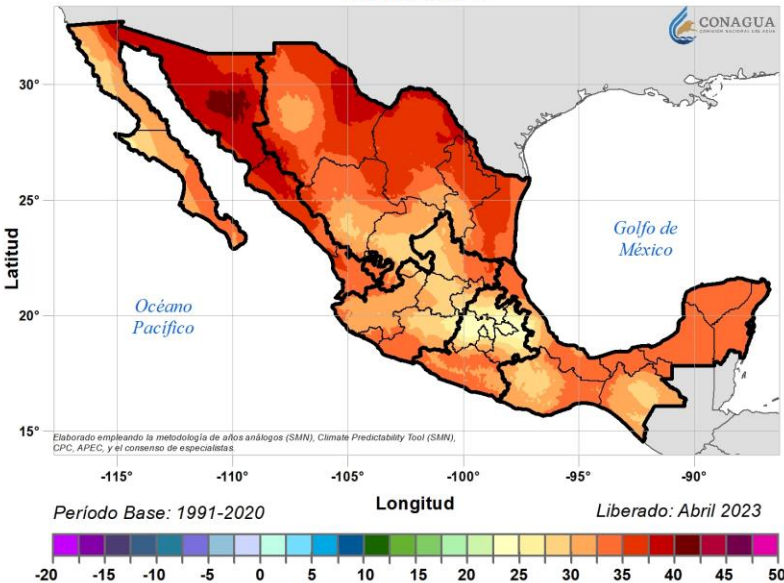 CONAGUA
COMISIÓN NACIONAL DEL AGUA
30°
25°
Latitud
Golfo de
México
20°
Océano
Pacífico
15°
Elaborado empleando la metodología de años análogos (SMN), Climate Predictability Tool (SMN),
CPC, APEC, y el consenso de especialistas.
-115° -110° -105° -100° -95° -90°
Período Base: 1991-2020 Longitud Liberado: Abril 2023
-20 -15 -10 -5 0 5 10 15 20 25 30 35 40 45 50